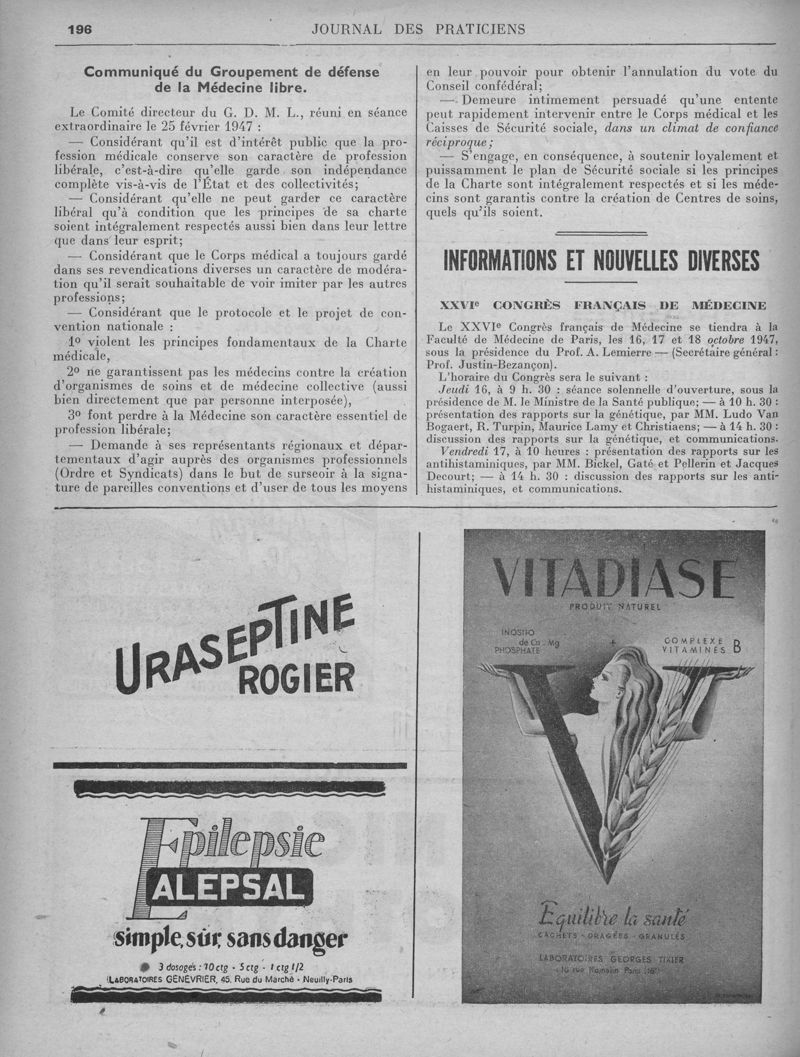 196
JOURNAL DES PRATICIENS
Communiqué du Groupement de défense
de la Médecine libre.
Le Comité directeur du G. D. M. L., réuni en séance
extraordinaire le 25 février 1947 :
— Considérant qu'il est d'intérêt public que la pro-
fession médicale conserve son caractère de profession
libérale, c'est-à-dire qu'elle garde son indépendance
complète vis-à-vis de l'État et des collectivités;
— Considérant qu'elle ne peut garder ce caractère
libéral qu'à condition que les principes de sa charte
soient intégralement respectés aussi bien dans leur lettre
que dans leur esprit;
— Considérant que le Corps médical a toujours gardé
dans ses revendications diverses un caractère de modéra-
tion qu'il serait souhaitable de voir imiter par les autres
professions;
— Considérant que le protocole et le projet de con-
vention nationale :
1º violent les principes fondamentaux de la Charte
médicale,
2º ne garantissent pas les médecins contre la création
d'organismes de soins et de médecine collective (aussi
bien directement que par personne interposée),
3º font perdre à la Médecine son caractère essentiel de
profession libérale;
— Demande à ses représentants régionaux et dépar-
tementaux d'agir auprès des organismes professionnels
(Ordre et Syndicats) dans le but de surseoir à la signa-
ture de pareilles conventions et d'user de tous les moyens
en leur pouvoir pour obtenir l'annulation du vote du
Conseil confédéral;
— Demeure intimement persuadé qu'une entente
peut rapidement intervenir entre le Corps médical et les
Caisses de Sécurité sociale, dans un climat de confiance
réciproque;
— S'engage, en conséquence, à soutenir loyalement et
puissamment le plan de Sécurité sociale si les principes
de la Charte sont intégralement respectés et si les méde-
cins sont garantis contre la création de Centres de soins,
quels qu'ils soient.
INFORMATIONS ET NOUVELLES DIVERSES
XXVIe CONGRÈS FRANÇAIS DE MÉDECINE
Le XXVIe Congrès français de Médecine se tiendra à la
Faculté de Médecine de Paris, les 16, 17 et 18 octobre 1947,
sous la présidence du Prof. A. Lemierre — (Secrétaire général :
Prof. Justin-Bezançon).
L'horaire du Congrès sera le suivant :
Jeudi 16, à 9 h. 30 : séance solennelle d'ouverture, sous la
présidence de M. le Ministre de la Santé publique; — à 10 h. 30 :
présentation des rapports sur la génétique, par MM. Ludo Van
Bogaert, R. Turpin, Maurice Lamy et Christiaens; — à 14 h. 30 :
discussion des rapports sur la génétique, et communications.
Vendredi 17, à 10 heures : présentation des rapports sur les
antihistaminiques, par MM. Bickel, Gaté et Pellerin et Jacques
Decourt; — à 14 h. 30 : discussion des rapports sur les anti-
histaminiques, et communications.
URASEPTINE
ROGIER
Epilepsie
ALEPSAL
simple, sûr, sans danger
3 dosages : 10 ctg - 5 ctg - 1 ctg 1/2
LABORATOIRES GENEVRIER, 45, Rue du Marché - Neuilly-Paris
VITADIASE
PRODUIT NATUREL
INOSITO
de Ca - Mg
PHOSPHATE
+
COMPLEXE
VITAMINES B
V
Equilibre la santé
CACHETS - DRAGÉES - GRANULÉS
LABORATOIRES GEORGES TIXIER
16 rue Paris (16e)